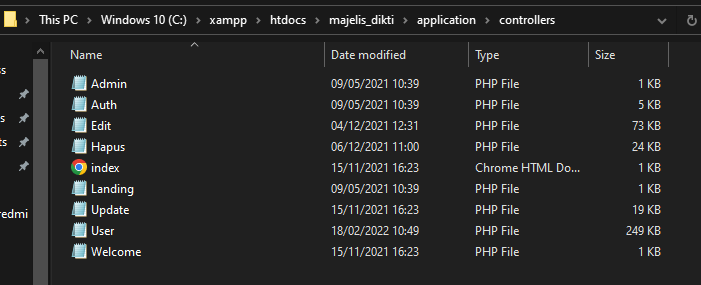 This PC > Windows 10 (C:) > xampp > htdocs > majelis_dikti > application > controllers
Name Date modified Type Size
ss
Admin 09/05/2021 10:39 PHP File 1 KB
Auth 09/05/2021 10:39 PHP File 5 KB
s
Edit 04/12/2021 12:31 PHP File 73 KB
ts
Hapus 06/12/2021 11:00 PHP File 24 KB
index 15/11/2021 16:23 Chrome HTML Do... 1 KB
Landing 09/05/2021 10:39 PHP File 1 KB
redmi
Update 15/11/2021 16:23 PHP File 19 KB
User 18/02/2022 10:49 PHP File 249 KB
Welcome 15/11/2021 16:23 PHP File 1 KB